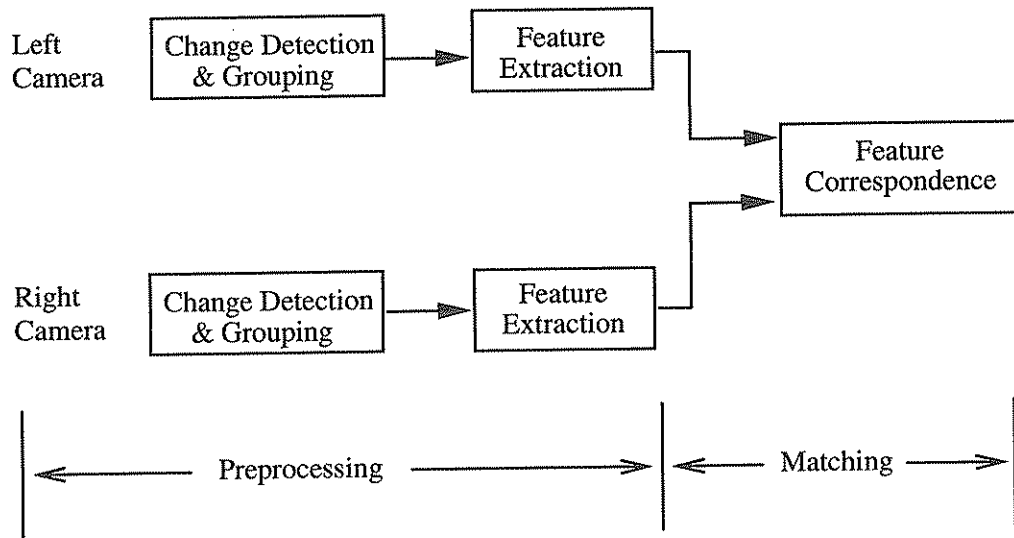 Left
Camera
Change Detection
& Grouping
Feature
Extraction
Feature
Correspondence
Right
Camera
Change Detection
& Grouping
Feature
Extraction
Preprocessing
Matching